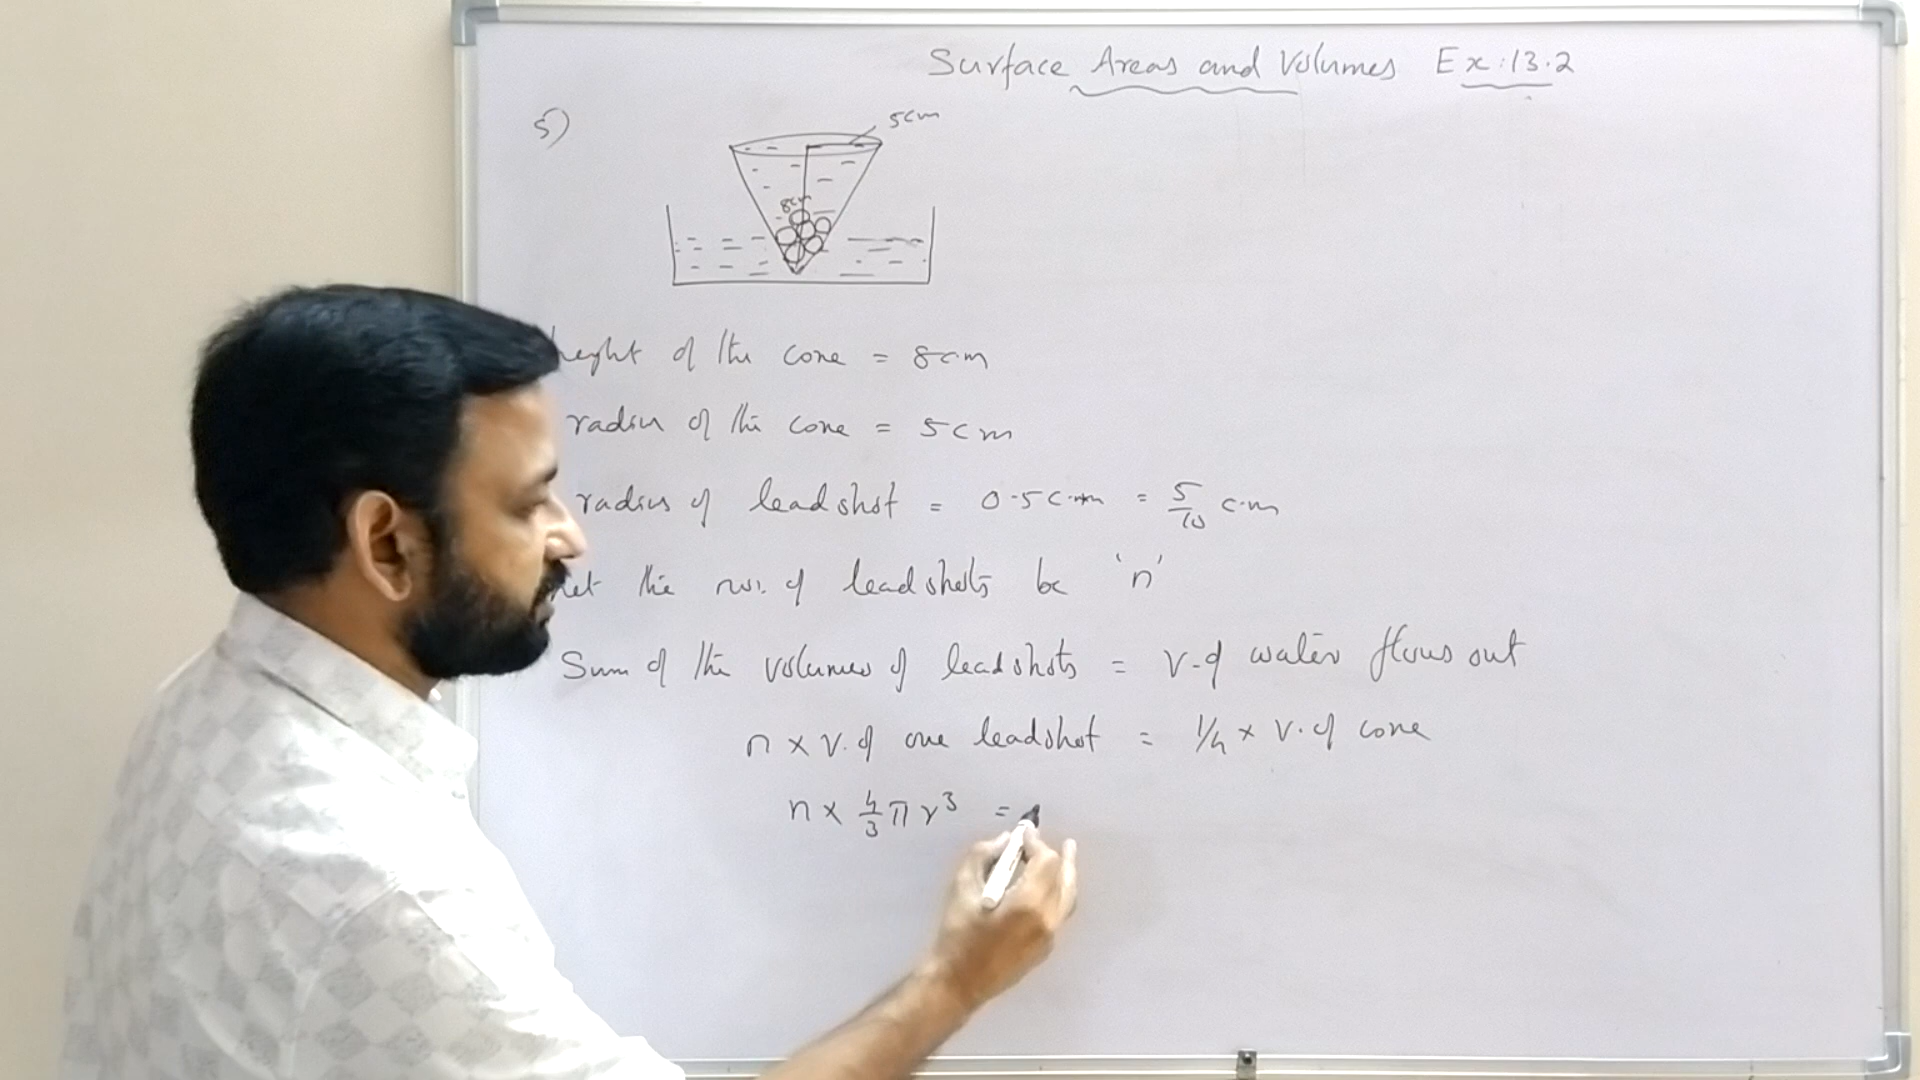 Surface Areas and Volumes Ex:13.2
5)
5cm
8cm
height of the cone = 8cm
radius of the cone = 5cm
radius of leadshot = 0.5cm = 5/10 cm
Let the no. of leadshots be 'n'
Sum of the volumes of leadshots = V. of water flows out
n × V. of one leadshot = 1/4 × V. of cone
n × 4/3 π r³ =